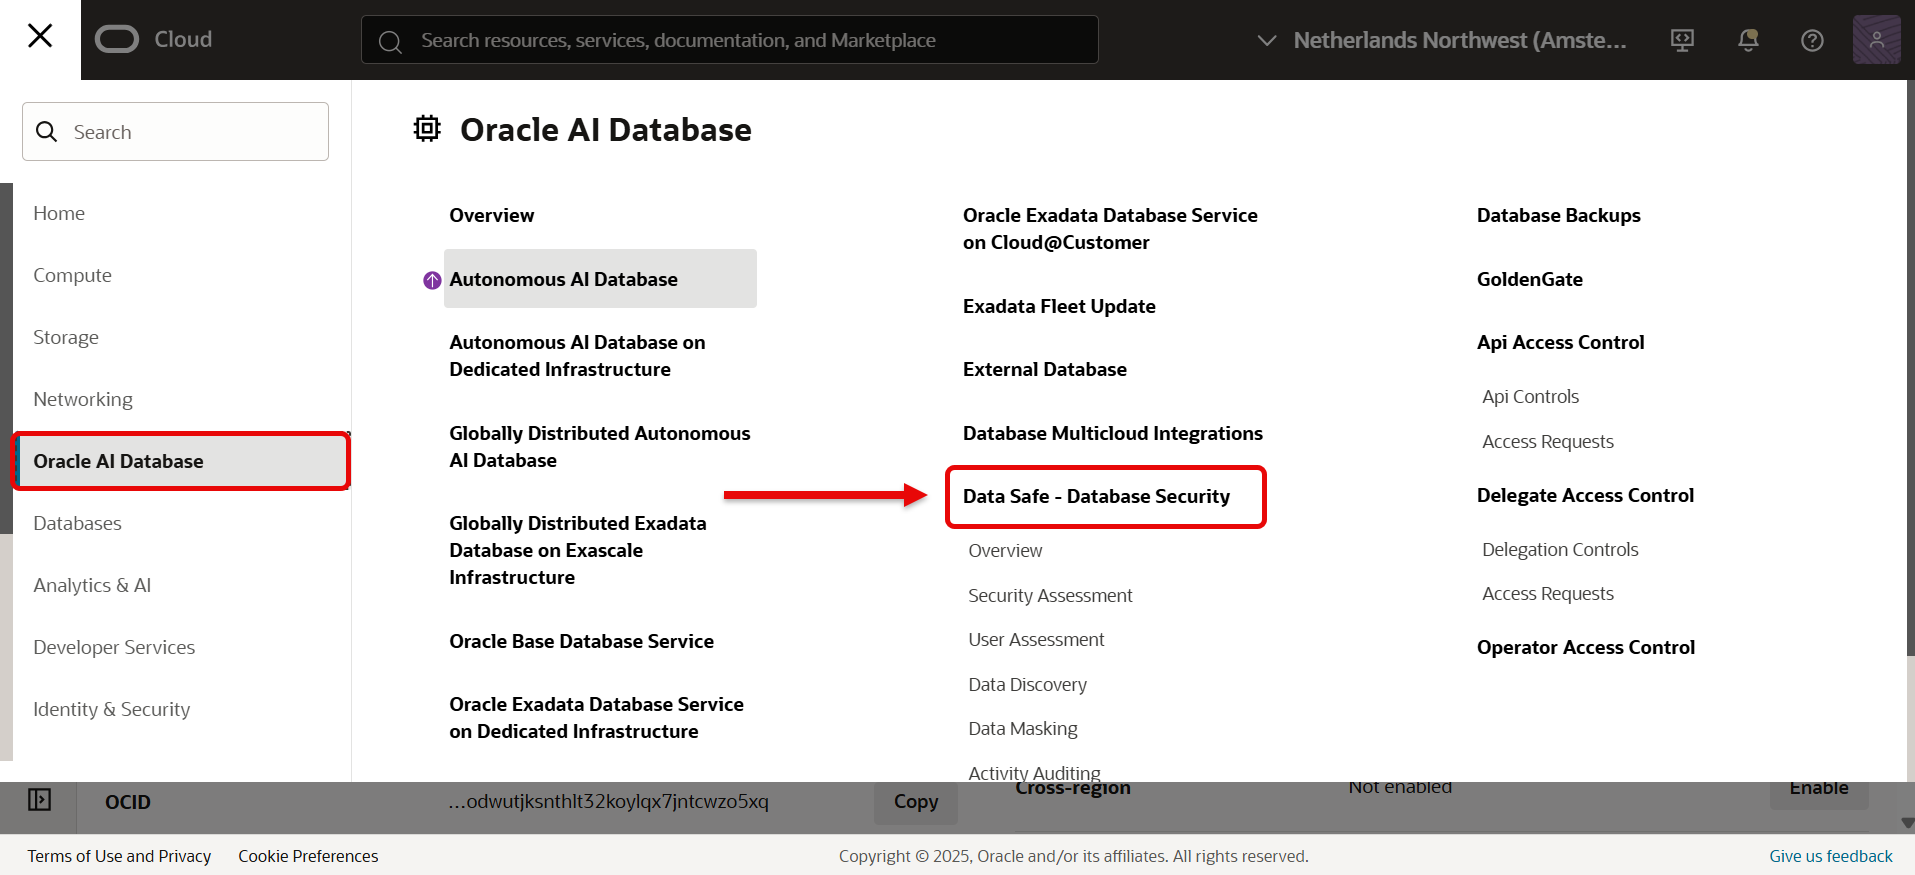 Cloud
Search resources, services, documentation, and Marketplace
Netherlands Northwest (Amste...
Search
Home
Compute
Storage
Networking
Oracle AI Database
Databases
Analytics & AI
Developer Services
Identity & Security
Oracle AI Database
Overview
Autonomous AI Database
Autonomous AI Database on
Dedicated Infrastructure
Globally Distributed Autonomous
AI Database
Globally Distributed Exadata
Database on Exascale
Infrastructure
Oracle Base Database Service
Oracle Exadata Database Service
on Dedicated Infrastructure
Oracle Exadata Database Service
on Cloud@Customer
Exadata Fleet Update
External Database
Database Multicloud Integrations
Data Safe - Database Security
Overview
Security Assessment
User Assessment
Data Discovery
Data Masking
Activity Auditing
Database Backups
GoldenGate
Api Access Control
Api Controls
Access Requests
Delegate Access Control
Delegation Controls
Access Requests
Operator Access Control
OCID
...odwutjksnthlt32koylqx7jntcwzo5xq
Copy
Cross-region
Not enabled
Enable
Terms of Use and Privacy
Cookie Preferences
Copyright © 2025, Oracle and/or its affiliates. All rights reserved.
Give us feedback